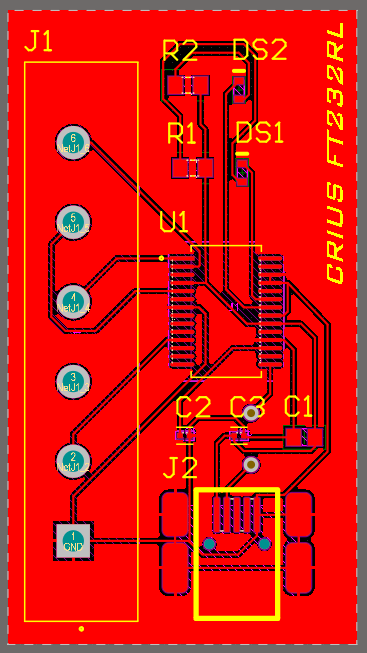 J1
R2 DS2
CRIUS FT232RL
R1 DS1
6
NetJ1_6
U1
5
NetJ1_5
4
NetJ1_4
3
NetJ1_3
C2 C3 C1
2
NetJ1_2
J2
1
GND